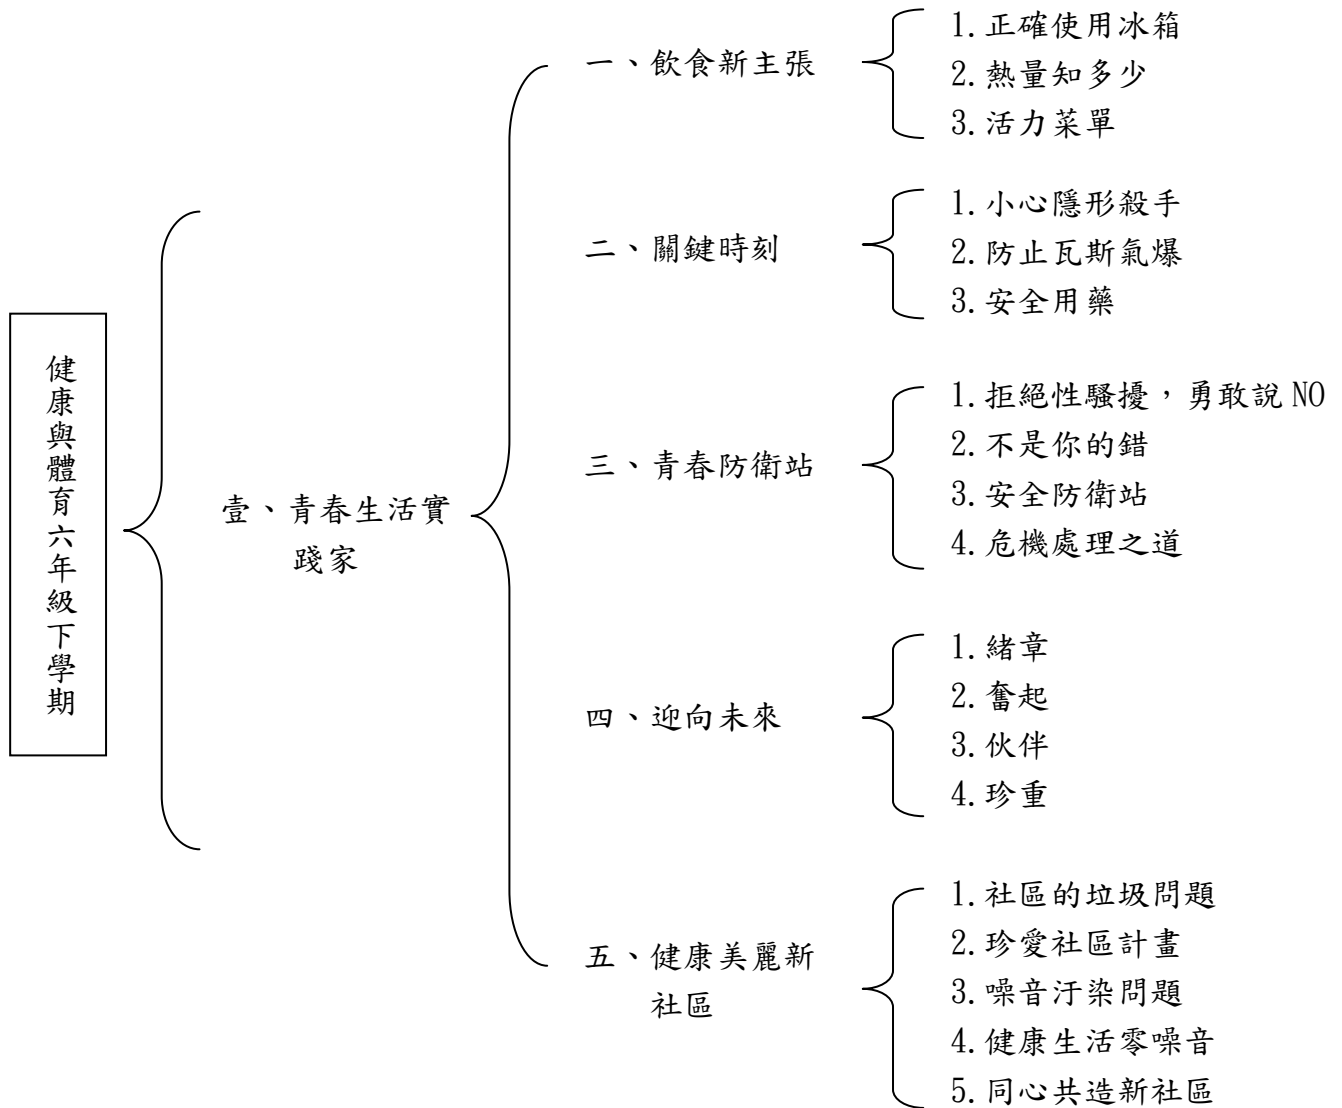 健康與體育六年級下學期
壹、青春生活實
踐家
一、飲食新主張
1.正確使用冰箱
2.熱量知多少
3.活力菜單
二、關鍵時刻
1.小心隱形殺手
2.防止瓦斯氣爆
3.安全用藥
三、青春防衛站
1.拒絕性騷擾，勇敢說 NO
2.不是你的錯
3.安全防衛站
4.危機處理之道
四、迎向未來
1.緒章
2.奮起
3.伙伴
4.珍重
五、健康美麗新
社區
1.社區的垃圾問題
2.珍愛社區計畫
3.噪音汙染問題
4.健康生活零噪音
5.同心共造新社區